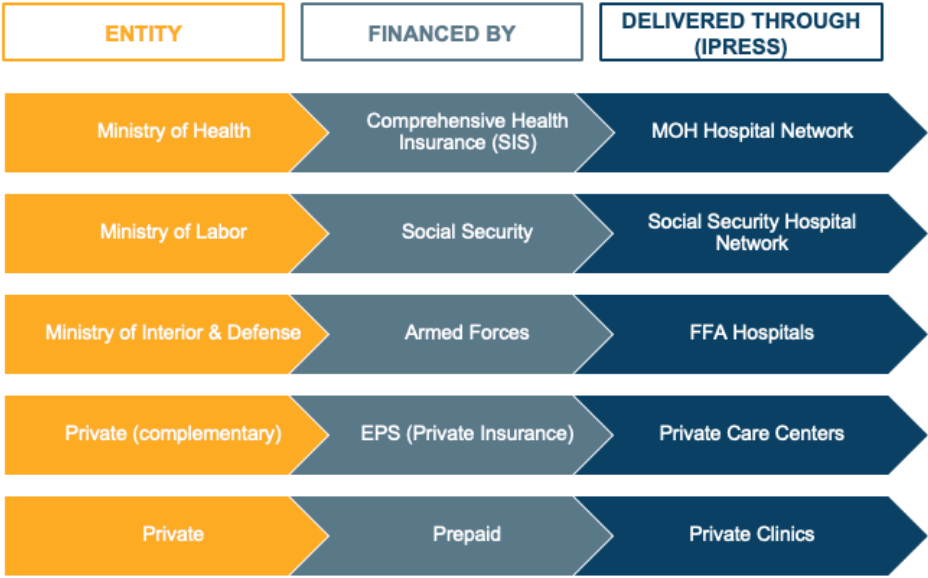 ENTITY
FINANCED BY
DELIVERED THROUGH
(IPRESS)
Ministry of Health
Comprehensive Health
Insurance (SIS)
MOH Hospital Network
Ministry of Labor
Social Security
Social Security Hospital
Network
Ministry of Interior & Defense
Armed Forces
FFA Hospitals
Private (complementary)
EPS (Private Insurance)
Private Care Centers
Private
Prepaid
Private Clinics